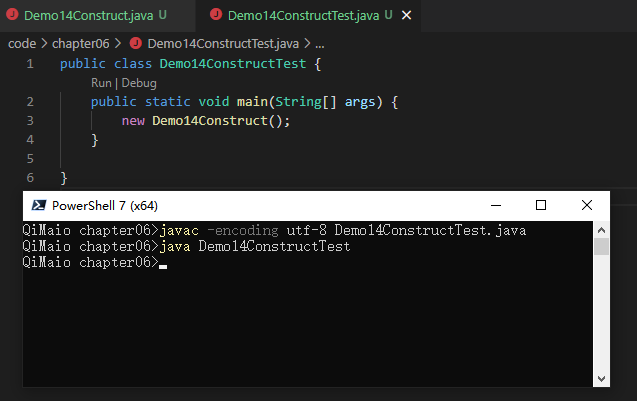 Demo14Construct.java U Demo14ConstructTest.java U
code > chapter06 > Demo14ConstructTest.java > ...
1 public class Demo14ConstructTest {
Run | Debug
2 public static void main(String[] args) {
3 new Demo14Construct();
4 }
5
6 }
PowerShell 7 (x64)
QiMaio chapter06>javac -encoding utf-8 Demo14ConstructTest.java
QiMaio chapter06>java Demo14ConstructTest
QiMaio chapter06>